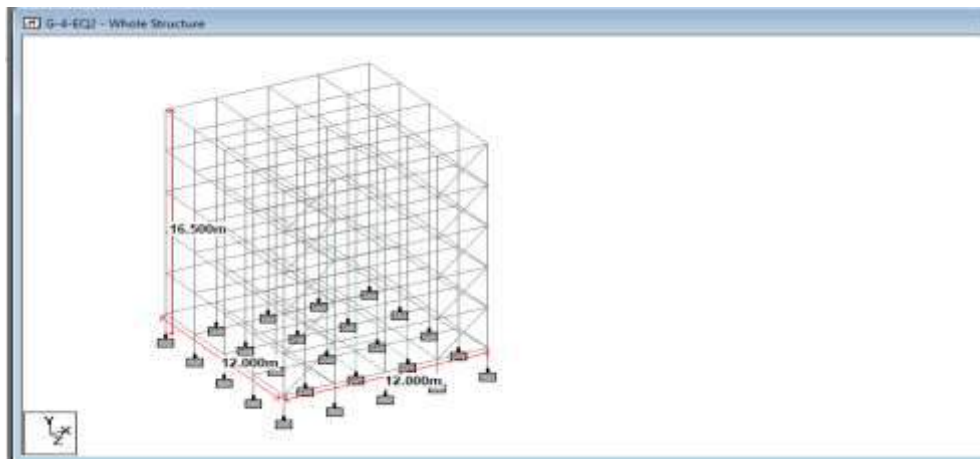 G-4-EQ2 - Whole Structure
16.500m
12.000m
12.000m
Y
X
Z